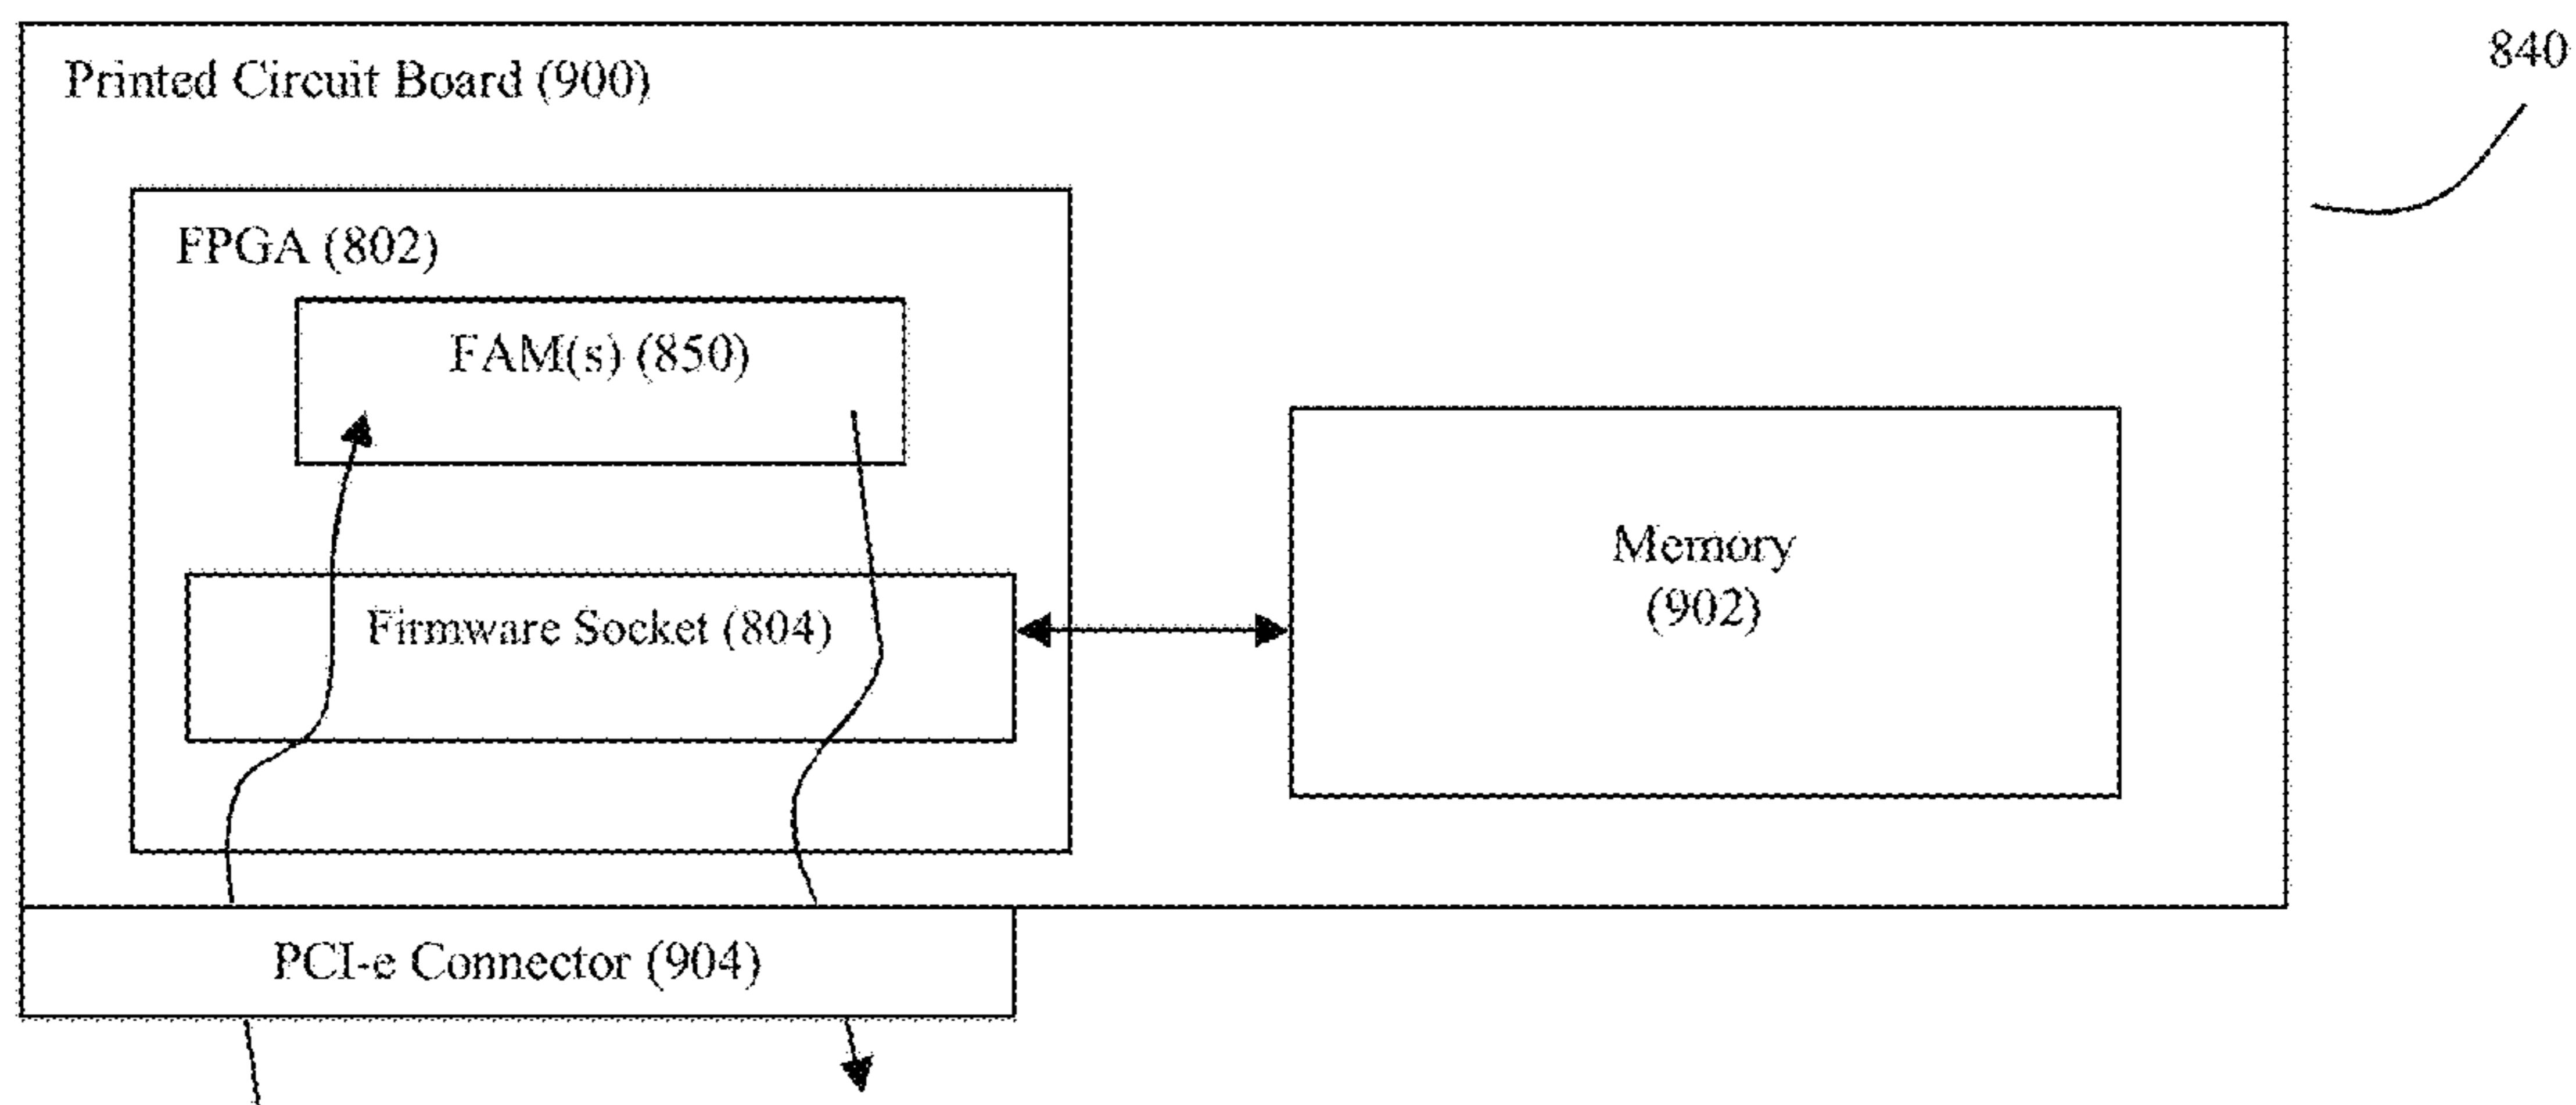 Printed Circuit Board (900)
840
FPGA (802)
FAM(s) (850)
Firmware Socket (804)
Memory
(902)
PCI-e Connector (904)